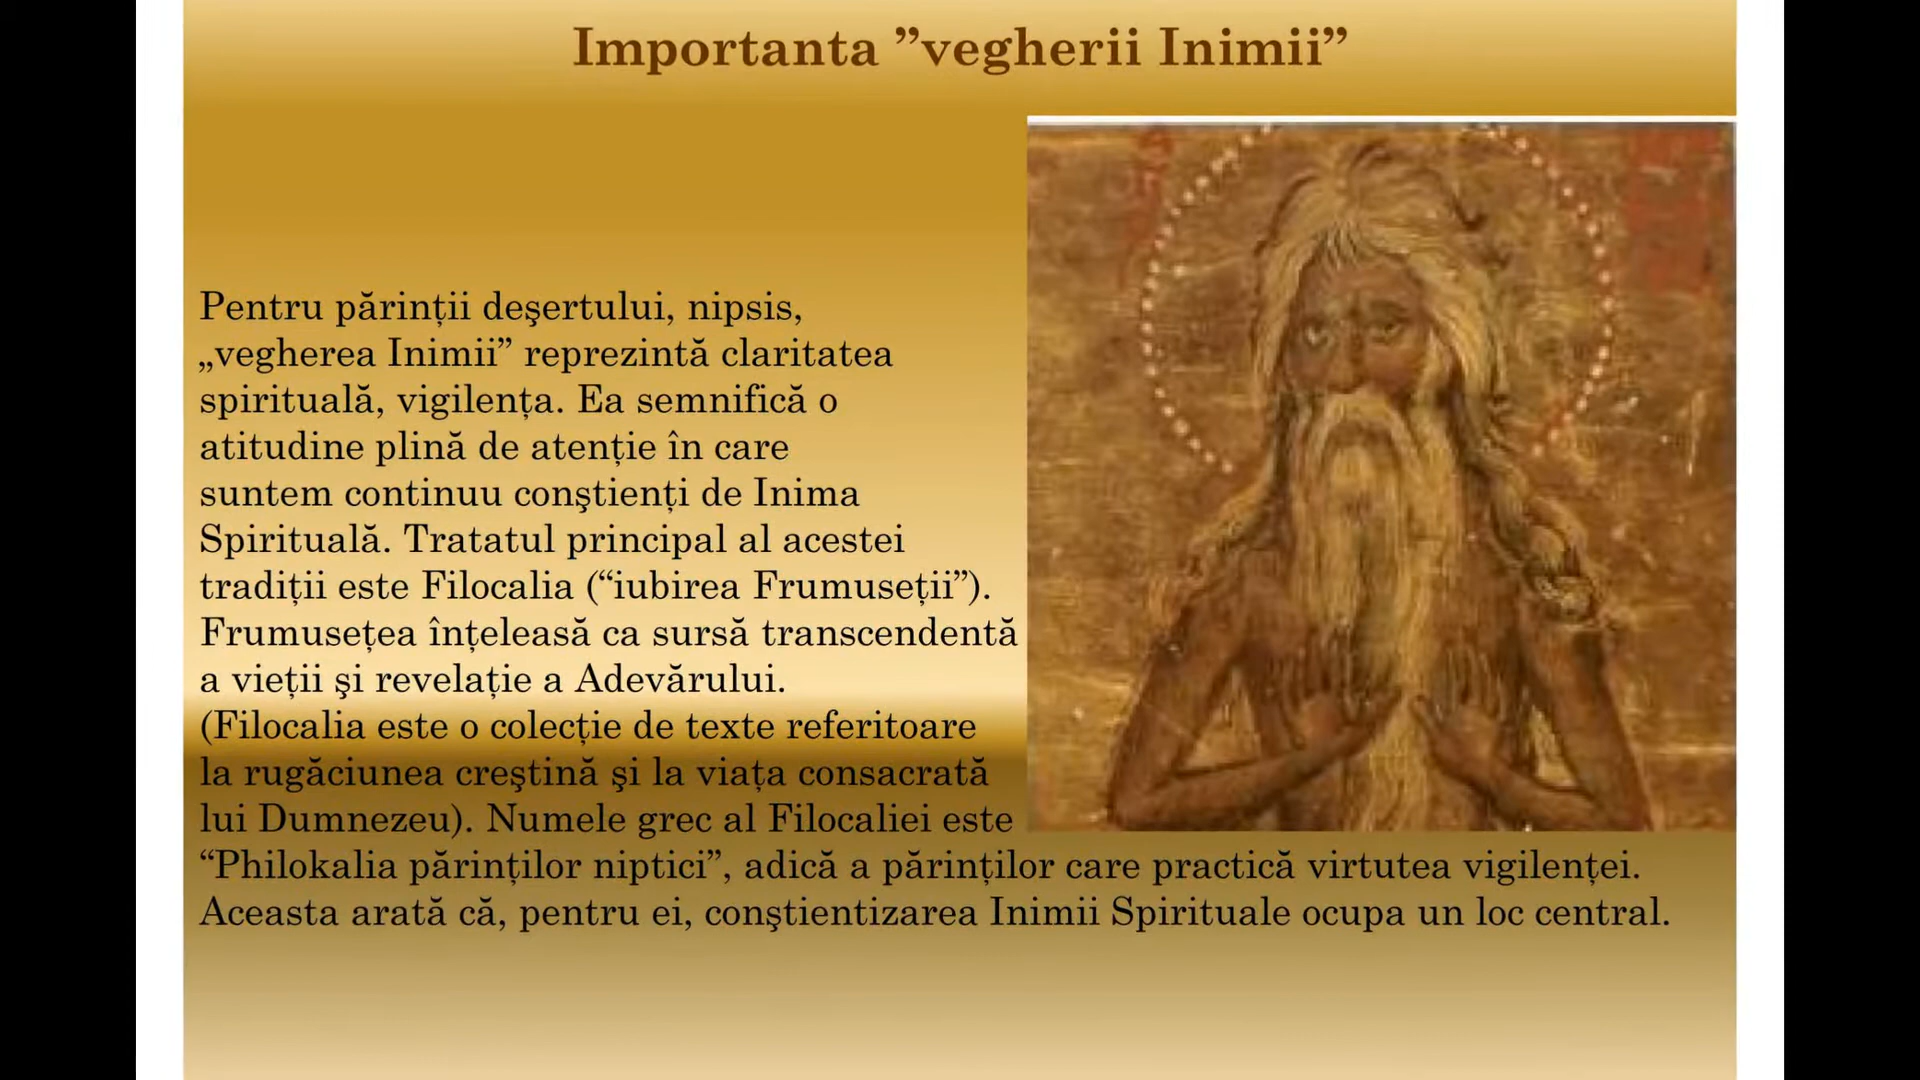 Importanta ”vegherii Inimii”
Pentru părinții deşertului, nipsis,
„vegherea Inimii” reprezintă claritatea
spirituală, vigilența. Ea semnifică o
atitudine plină de atenție în care
suntem continuu conştienți de Inima
Spirituală. Tratatul principal al acestei
tradiții este Filocalia (“iubirea Frumuseții”).
Frumusețea înțeleasă ca sursă transcendentă
a vieții şi revelație a Adevărului.
(Filocalia este o colecție de texte referitoare
la rugăciunea creştină şi la viața consacrată
lui Dumnezeu). Numele grec al Filocaliei este
“Philokalia părinților niptici”, adică a părinților care practică virtutea vigilenței.
Aceasta arată că, pentru ei, conştientizarea Inimii Spirituale ocupa un loc central.